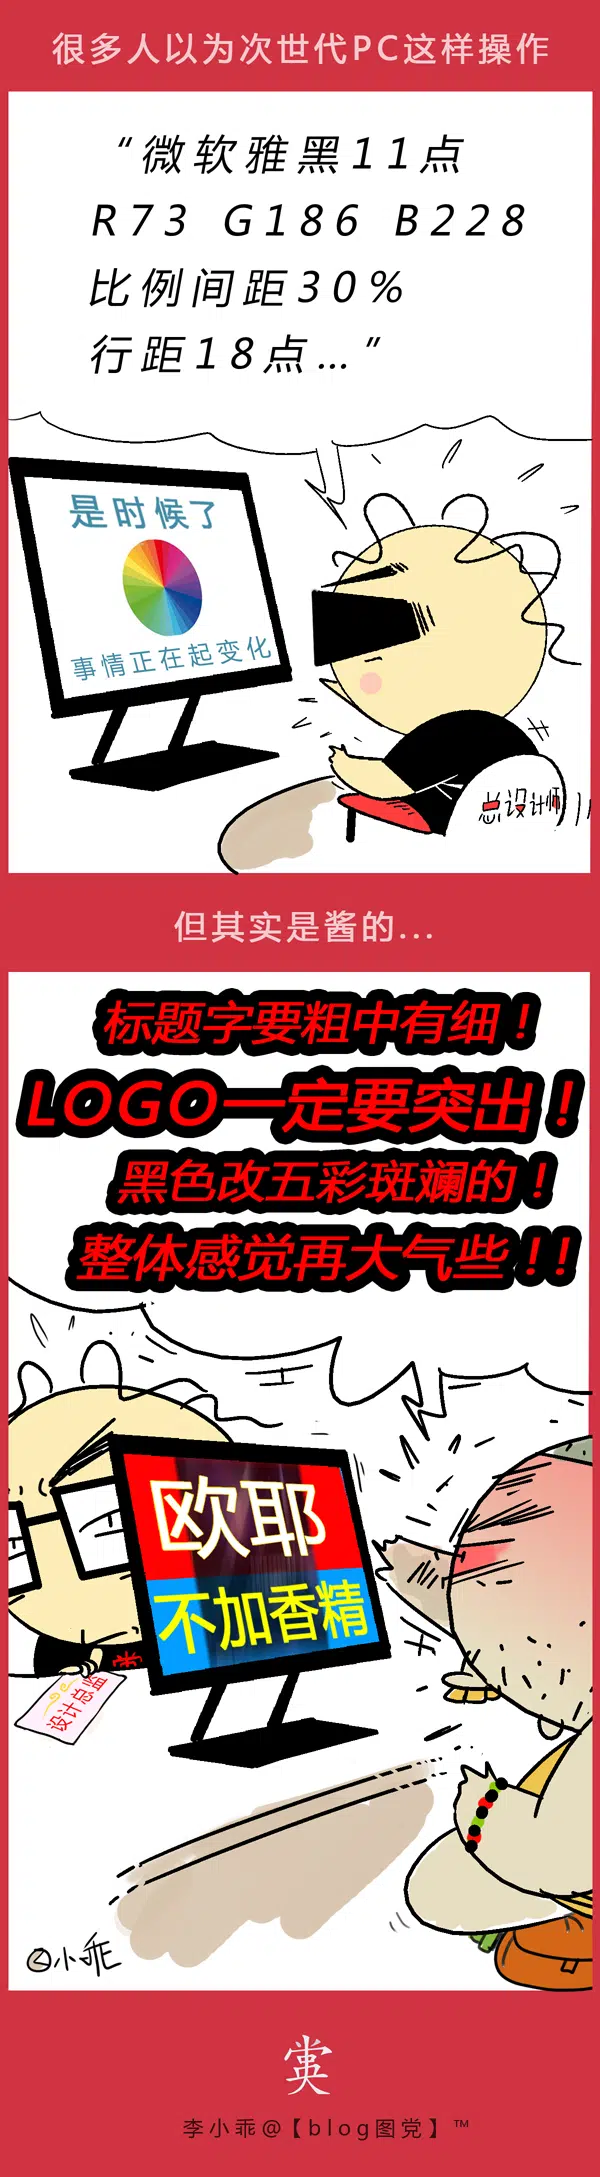 很多人以为次世代PC这样操作
“微软雅黑11点
R73 G186 B228
比例间距30%
行距18点…”
是时候了
事情正在起变化
总设计师
但其实是酱的...
标题字要粗中有细！
LOGO一定要突出！
黑色改五彩斑斓的！
整体感觉再大气些！！
欧耶
不加香精
设计总监
小乖
李小乖@【blog图党】™